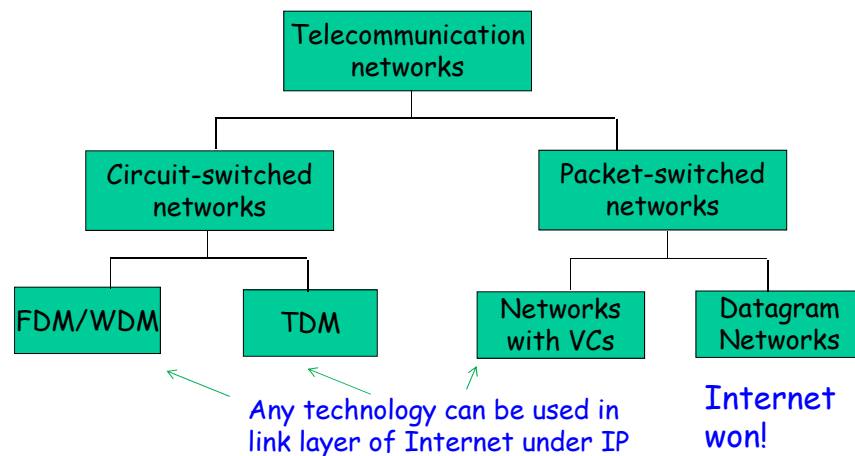 Telecommunication
networks
Circuit-switched
networks
Packet-switched
networks
FDM/WDM
TDM
Networks
with VCs
Datagram
Networks
Any technology can be used in
link layer of Internet under IP
Internet
won!